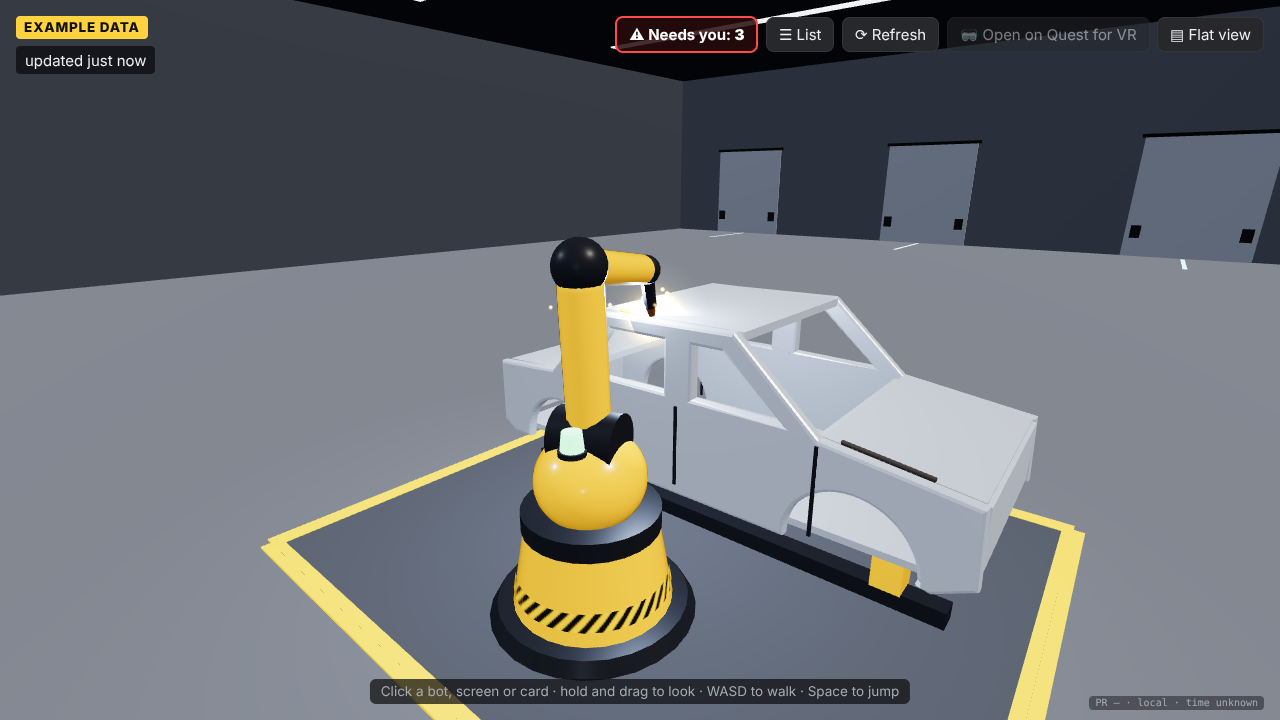 EXAMPLE DATA
updated just now
⚠ Needs you: 3
☰ List
⟳ Refresh
Open on Quest for VR
▤ Flat view
Click a bot, screen or card · hold and drag to look · WASD to walk · Space to jump
PR — · local · time unknown